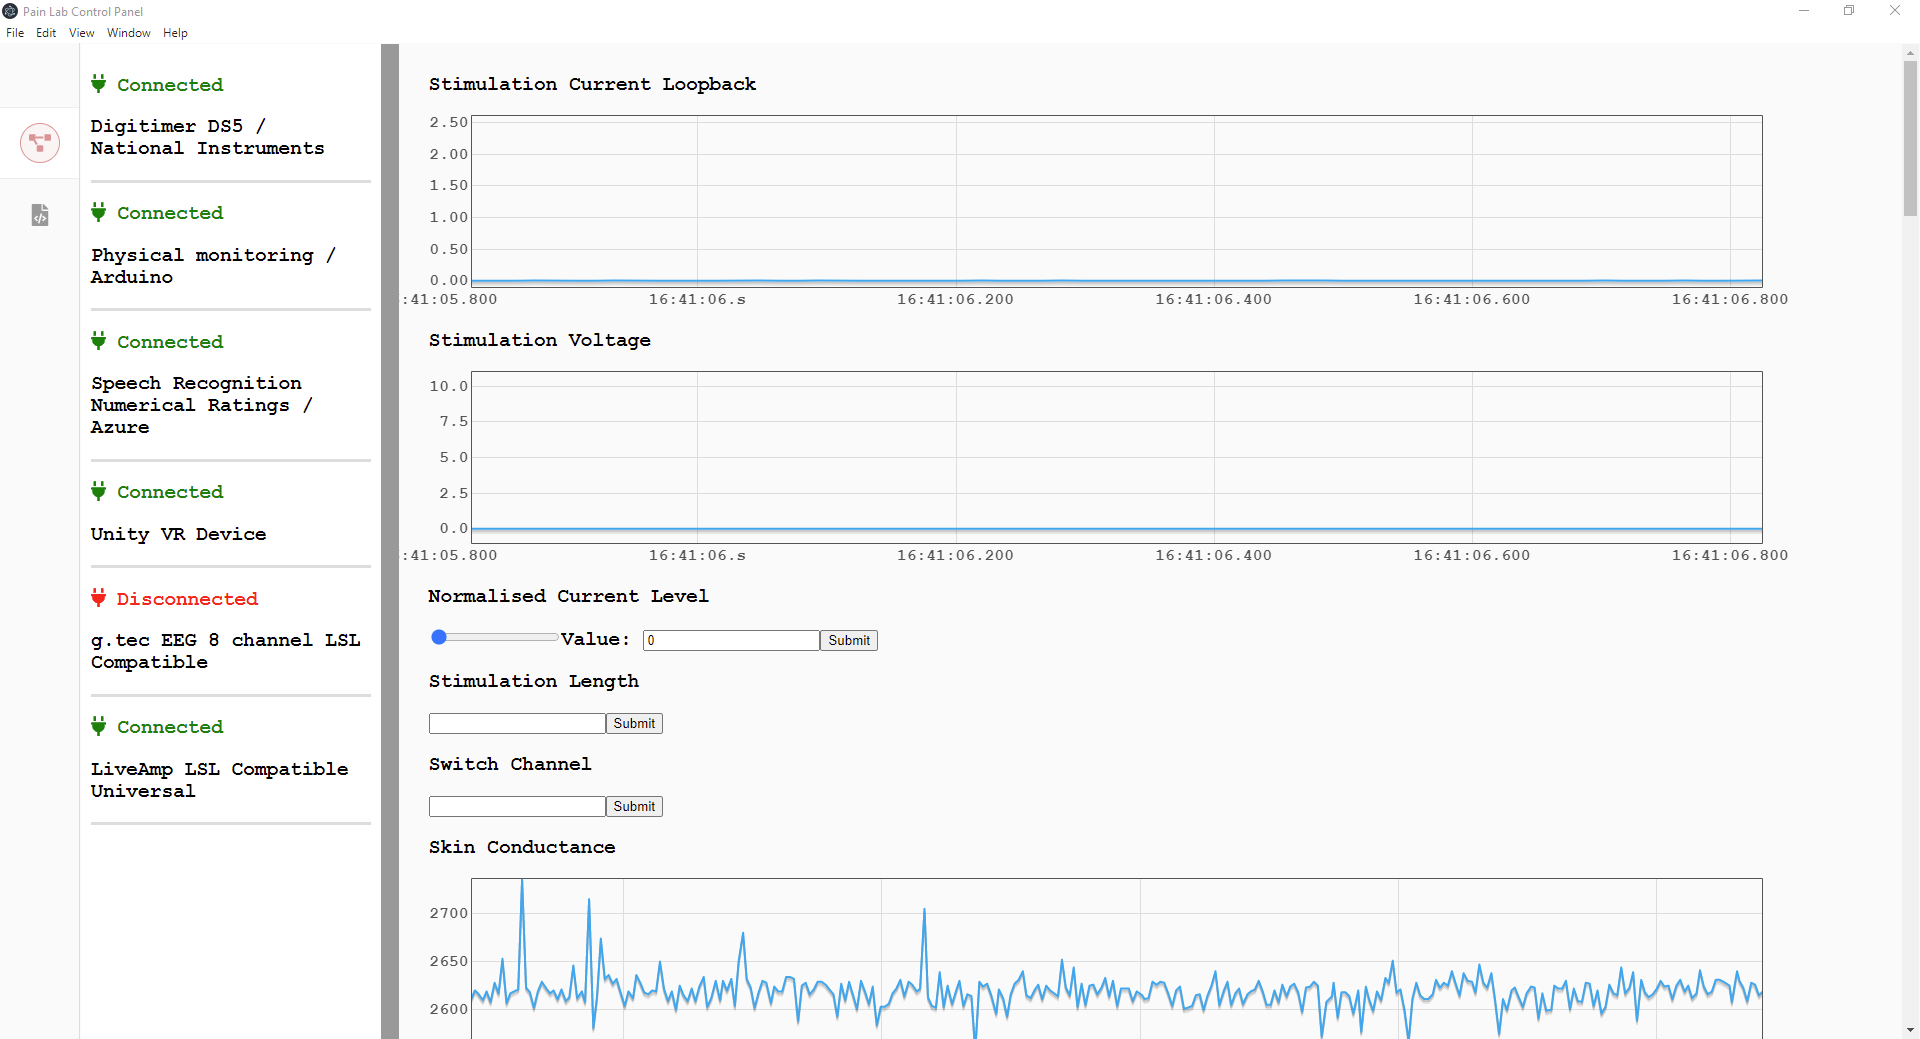 Pain Lab Control Panel
File Edit View Window Help
Connected
Digitimer DS5 /
National Instruments
Connected
Physical monitoring /
Arduino
Connected
Speech Recognition
Numerical Ratings /
Azure
Connected
Unity VR Device
Disconnected
g.tec EEG 8 channel LSL
Compatible
Connected
LiveAmp LSL Compatible
Universal
Stimulation Current Loopback
2.50
2.00
1.50
1.00
0.50
0.00
:41:05.800 16:41:06.s 16:41:06.200 16:41:06.400 16:41:06.600 16:41:06.800
Stimulation Voltage
10.0
7.5
5.0
2.5
0.0
:41:05.800 16:41:06.s 16:41:06.200 16:41:06.400 16:41:06.600 16:41:06.800
Normalised Current Level
Value: 0 Submit
Stimulation Length
Submit
Switch Channel
Submit
Skin Conductance
2700
2650
2600